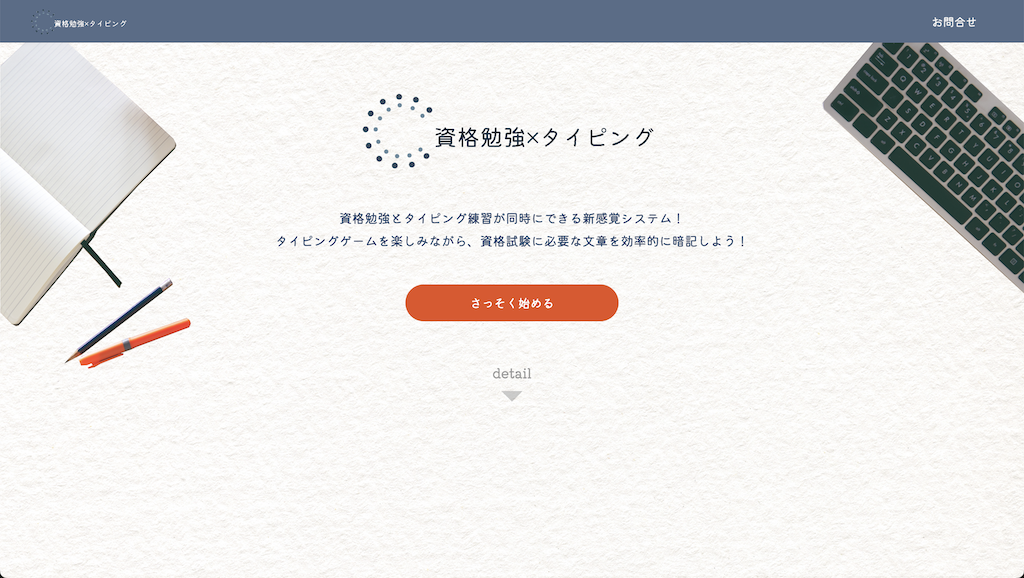 資格勉強×タイピング
お問合せ
資格勉強×タイピング
資格勉強とタイピング練習が同時にできる新感覚システム！
タイピングゲームを楽しみながら、資格試験に必要な文章を効率的に暗記しよう！
さっそく始める
detail